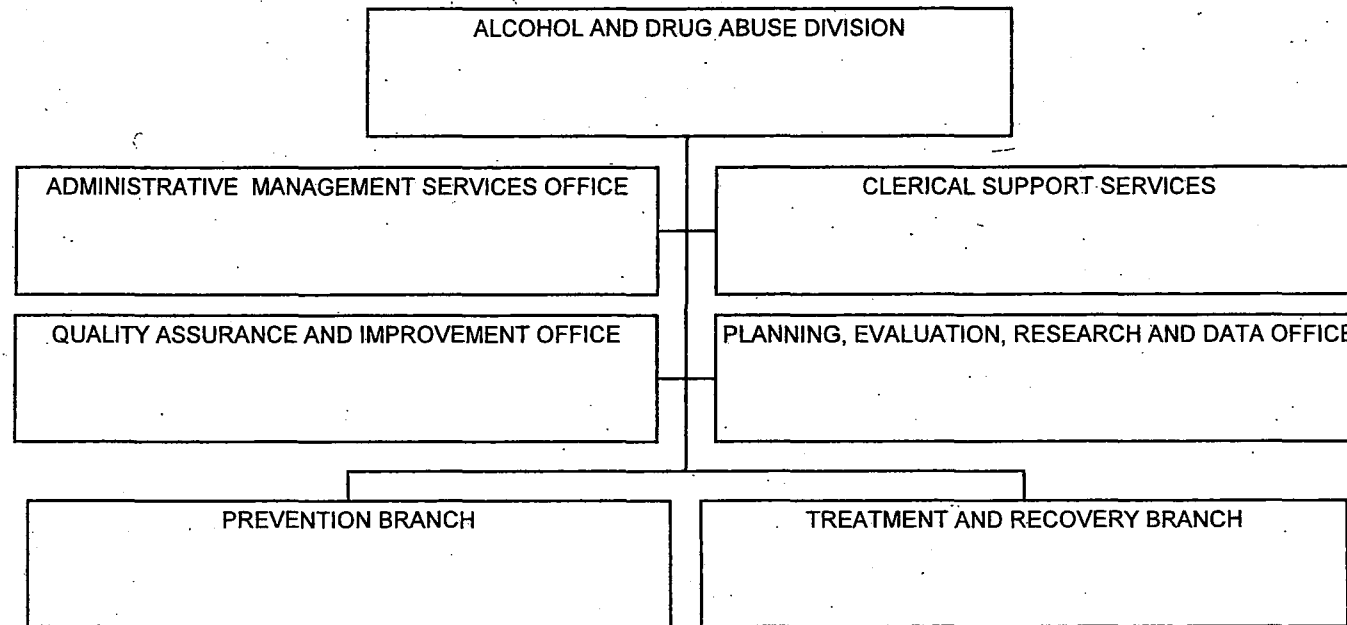 ALCOHOL AND DRUG ABUSE DIVISION
ADMINISTRATIVE MANAGEMENT SERVICES OFFICE
CLERICAL SUPPORT SERVICES
QUALITY ASSURANCE AND IMPROVEMENT OFFICE
PLANNING, EVALUATION, RESEARCH AND DATA OFFICE
PREVENTION BRANCH
TREATMENT AND RECOVERY BRANCH